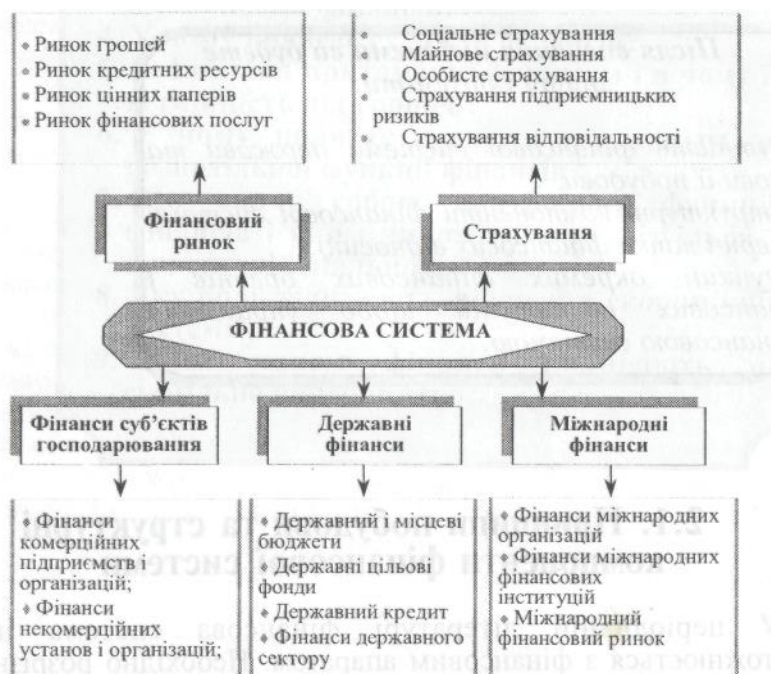 • Ринок грошей
• Ринок кредитних ресурсів
• Ринок цінних паперів
• Ринок фінансових послуг
• Соціальне страхування
• Майнове страхування
• Особисте страхування
• Страхування підприємницьких
ризиків
• Страхування відповідальності
Фінансовий
ринок
Страхування
ФІНАНСОВА СИСТЕМА
Фінанси суб’єктів
господарювання
Державні
фінанси
Міжнародні
фінанси
• Фінанси
комерційних
підприємств і
організацій;
• Фінанси
некомерційних
установ і організацій;
• Державний і місцеві
бюджети
• Державні цільові
фонди
• Державний кредит
• Фінанси державного
сектору
• Фінанси міжнародних
організацій
• Фінанси міжнародних
фінансових
інституцій
• Міжнародний
фінансовий ринок